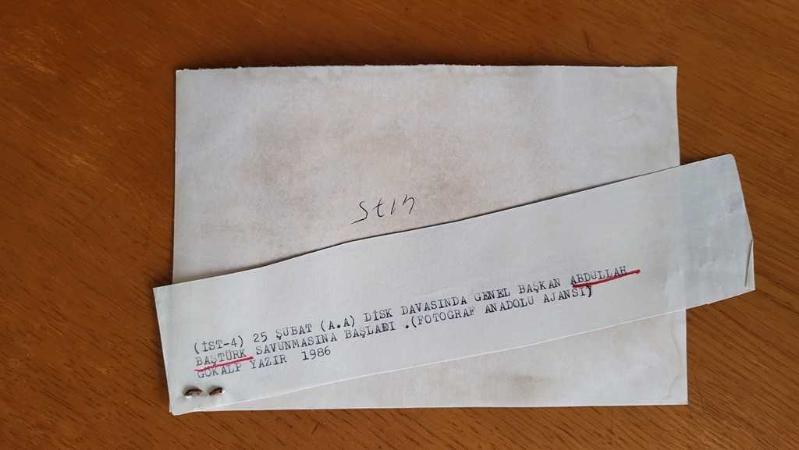 (İST-4) 25 ŞUBAT (A.A) DİSK DAVASINDA GENEL BAŞKAN ABDULLAH
BAŞTÜRK SAVUNMASINA BAŞLADI .(FOTOGRAF ANADOLU AJANSI)
GÖKALP YAZIR 1986